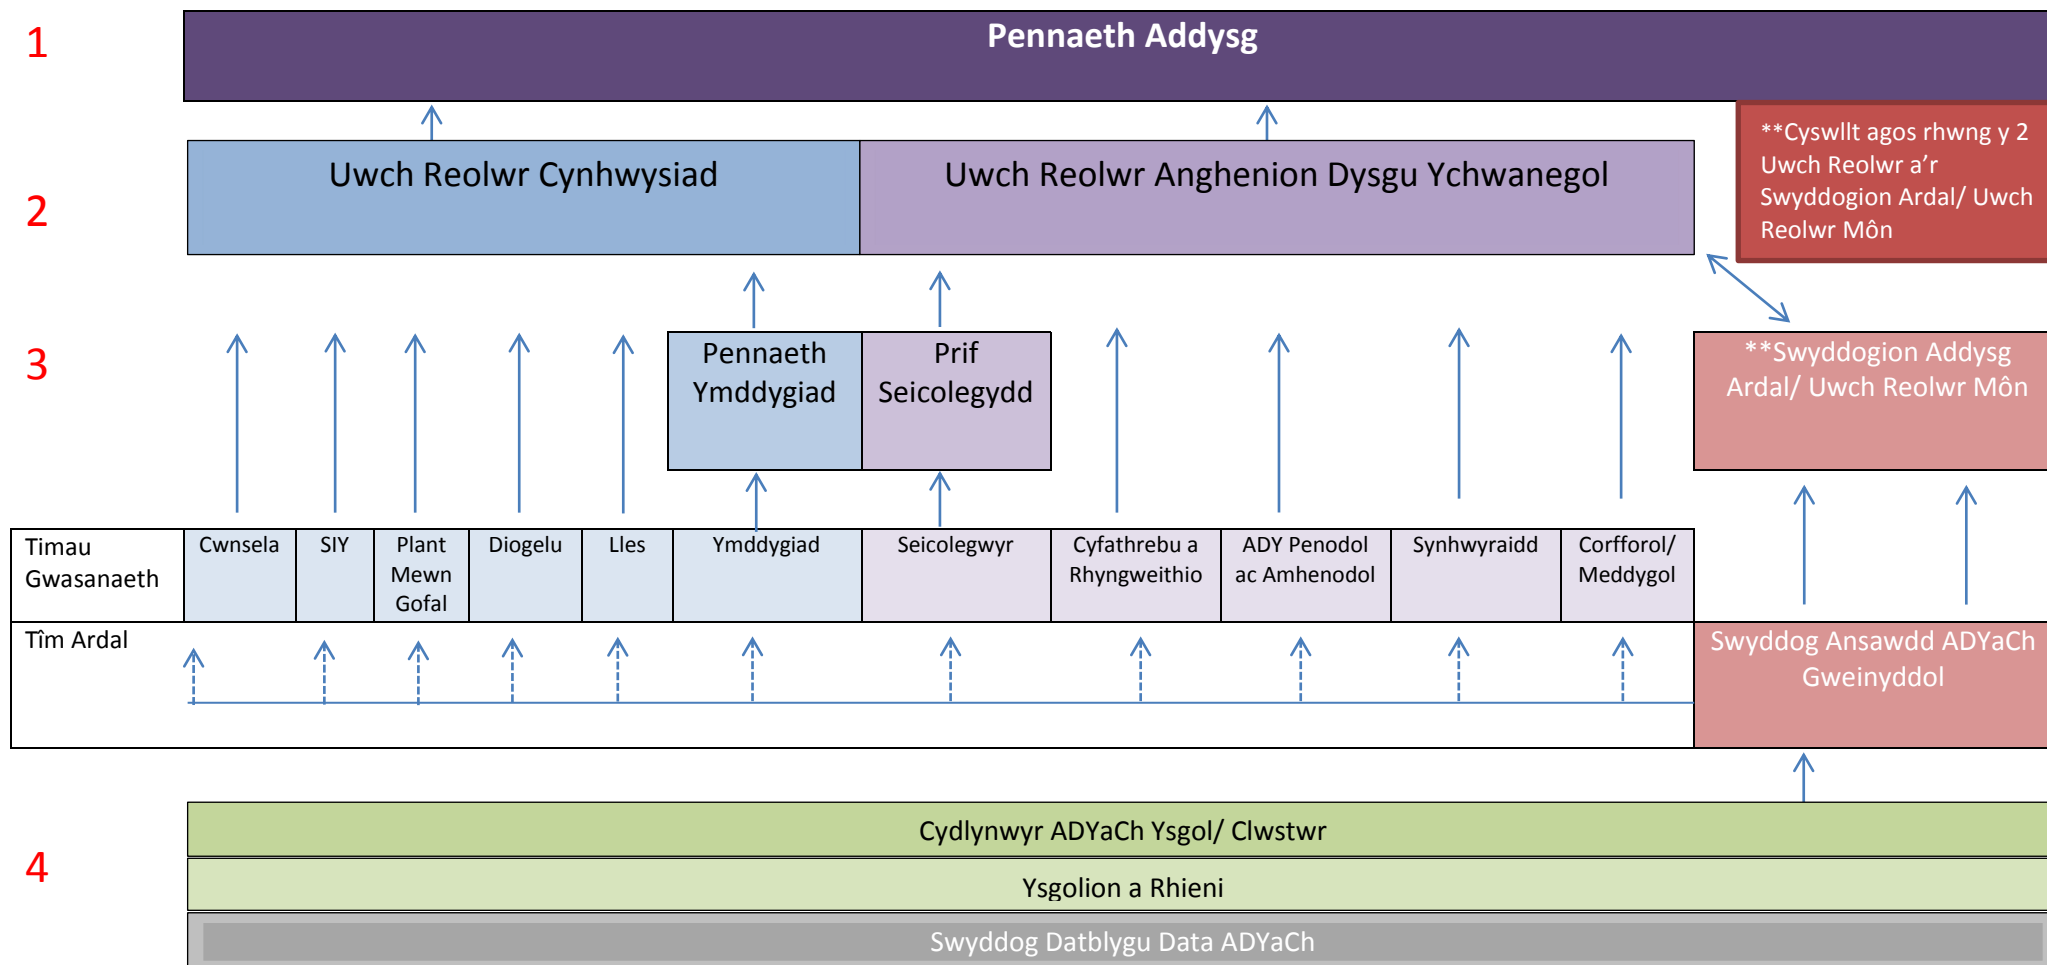 1
Pennaeth Addysg
2
Uwch Reolwr Cynhwysiad
Uwch Reolwr Anghenion Dysgu Ychwanegol
**Cyswllt agos rhwng y 2
Uwch Reolwr a’r
Swyddogion Ardal/ Uwch
Reolwr Môn
3
Pennaeth
Ymddygiad
Prif
Seicolegydd
**Swyddogion Addysg
Ardal/ Uwch Reolwr Môn
Timau
Gwasanaeth
Cwnsela
SIY
Plant
Mewn
Gofal
Diogelu
Lles
Ymddygiad
Seicolegwyr
Cyfathrebu a
Rhyngweithio
ADY Penodol
ac Amhenodol
Synhwyraidd
Corfforol/
Meddygol
Tîm Ardal
Swyddog Ansawdd ADYaCh
Gweinyddol
4
Cydlynwyr ADYaCh Ysgol/ Clwstwr
Ysgolion a Rhieni
Swyddog Datblygu Data ADYaCh